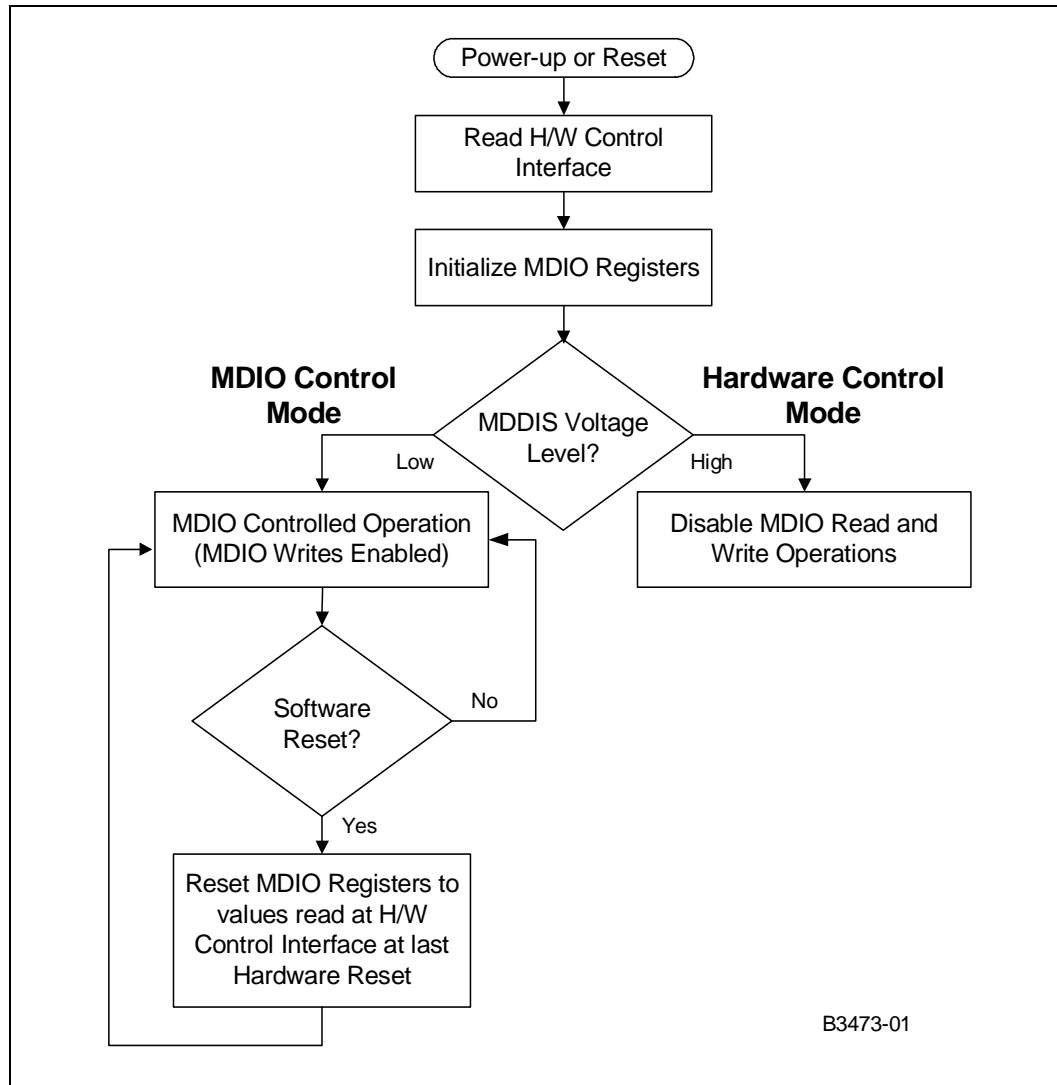 Power-up or Reset
Read H/W Control
Interface
Initialize MDIO Registers
MDIO Control
Mode
Hardware Control
Mode
MDDIS Voltage
Level?
Low
High
MDIO Controlled Operation
(MDIO Writes Enabled)
Disable MDIO Read and
Write Operations
Software
Reset?
No
Yes
Reset MDIO Registers to
values read at H/W
Control Interface at last
Hardware Reset
B3473-01